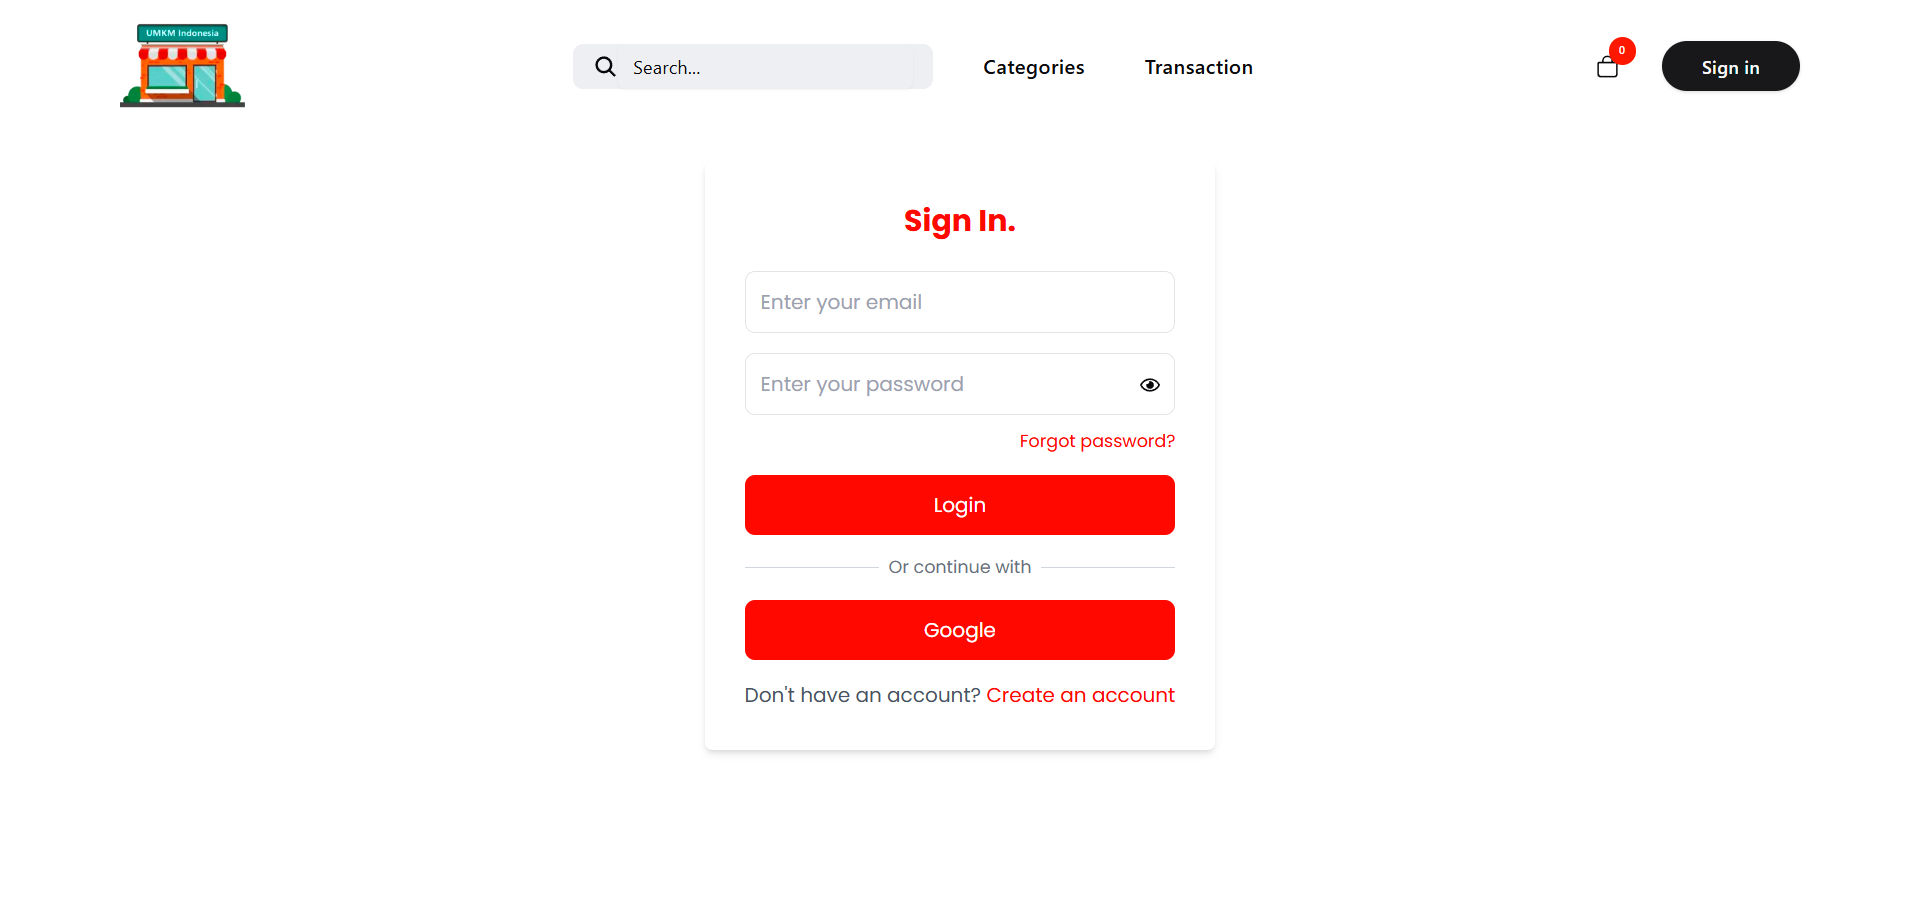 UMKM Indonesia
Search...
Categories
Transaction
0
Sign in
Sign In.
Enter your email
Enter your password
Forgot password?
Login
Or continue with
Google
Don't have an account? Create an account